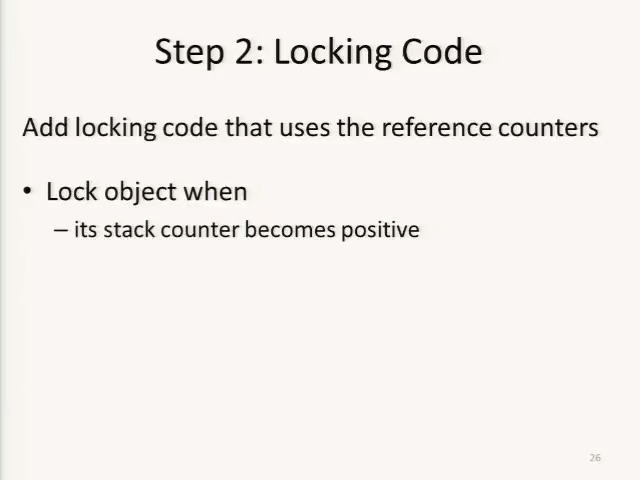 Step 2: Locking Code
Add locking code that uses the reference counters
• Lock object when
– its stack counter becomes positive
26